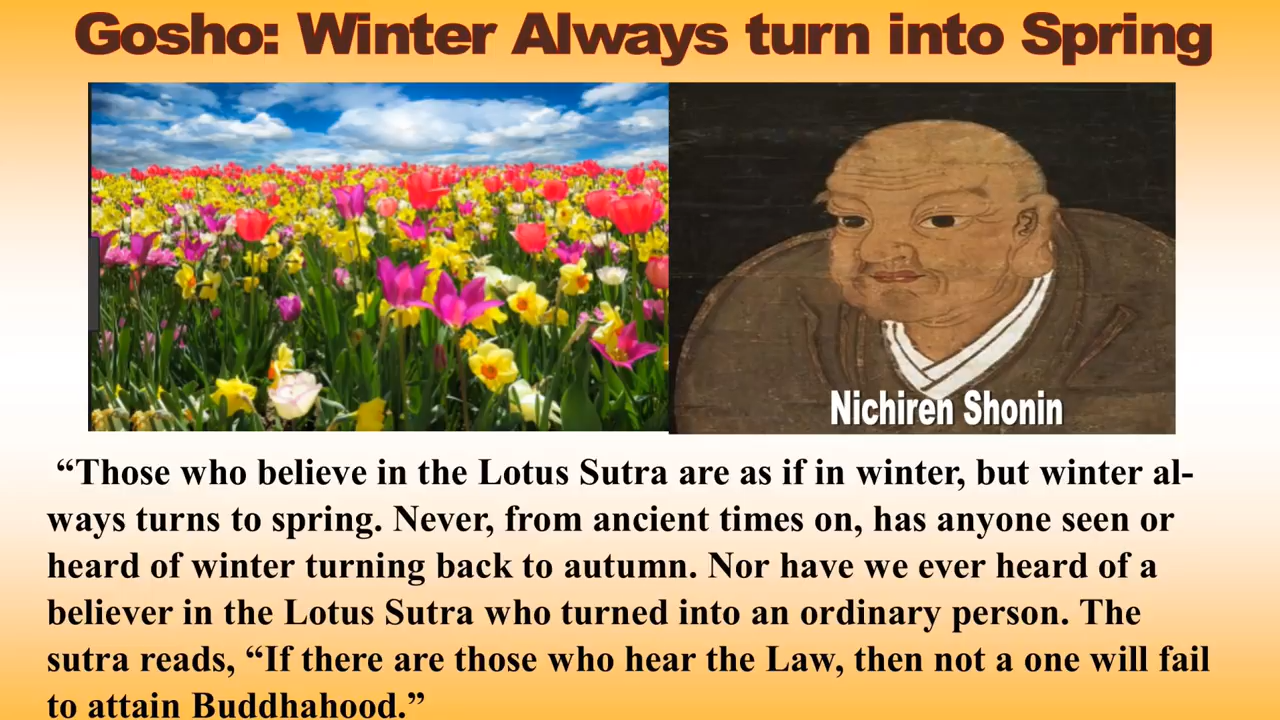 Gosho: Winter Always turn into Spring
Nichiren Shonin
“Those who believe in the Lotus Sutra are as if in winter, but winter al-
ways turns to spring. Never, from ancient times on, has anyone seen or
heard of winter turning back to autumn. Nor have we ever heard of a
believer in the Lotus Sutra who turned into an ordinary person. The
sutra reads, “If there are those who hear the Law, then not a one will fail
to attain Buddhahood.”